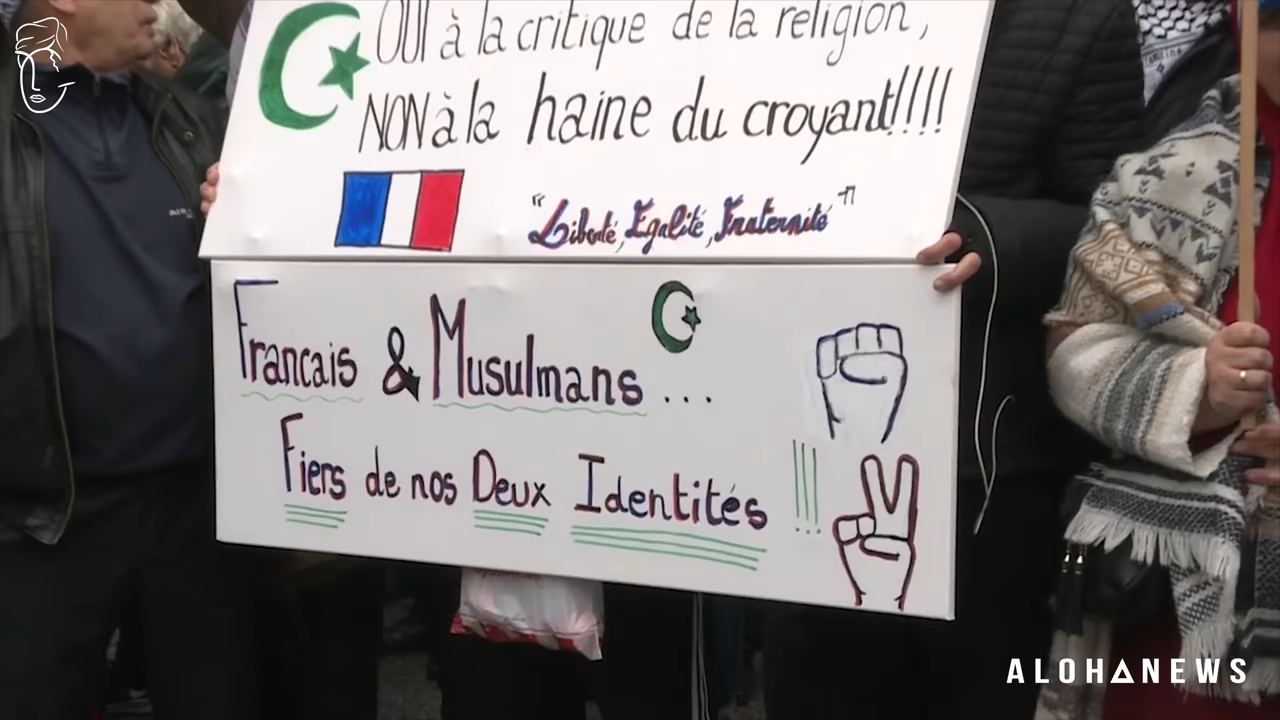 OUI à la critique de la religion,
NON à la haine du croyant!!!!
"Liberté, Egalité, Fraternité"
Francais & Musulmans...
Fiers de nos Deux Identités !!!
ALOHANEWS